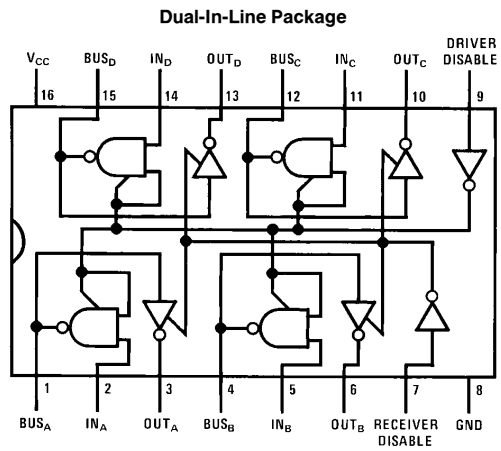 Dual-In-Line Package
DRIVER
DISABLE
VCC BUSD IND OUTD BUSC INC OUTC
16 15 14 13 12 11 10 9
1 2 3 4 5 6 7 8
BUSA INA OUTA BUSB INB OUTB RECEIVER GND
DISABLE